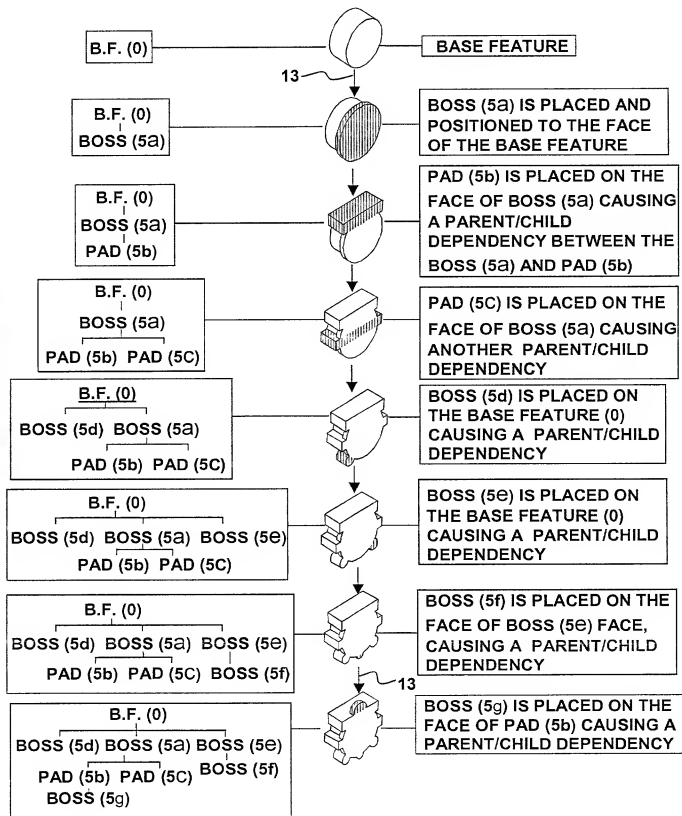 B.F. (0)
BASE FEATURE
13
B.F. (0)
BOSS (5a)
BOSS (5a) IS PLACED AND
POSITIONED TO THE FACE
OF THE BASE FEATURE
B.F. (0)
BOSS (5a)
PAD (5b)
PAD (5b) IS PLACED ON THE
FACE OF BOSS (5a) CAUSING
A PARENT/CHILD
DEPENDENCY BETWEEN THE
BOSS (5a) AND PAD (5b)
B.F. (0)
BOSS (5a)
PAD (5b) PAD (5C)
PAD (5C) IS PLACED ON THE
FACE OF BOSS (5a) CAUSING
ANOTHER PARENT/CHILD
DEPENDENCY
B.F. (0)
BOSS (5d) BOSS (5a)
PAD (5b) PAD (5C)
BOSS (5d) IS PLACED ON
THE BASE FEATURE (0)
CAUSING A PARENT/CHILD
DEPENDENCY
B.F. (0)
BOSS (5d) BOSS (5a) BOSS (5e)
PAD (5b) PAD (5C)
BOSS (5e) IS PLACED ON
THE BASE FEATURE (0)
CAUSING A PARENT/CHILD
DEPENDENCY
B.F. (0)
BOSS (5d) BOSS (5a) BOSS (5e)
PAD (5b) PAD (5C) BOSS (5f)
BOSS (5f) IS PLACED ON THE
FACE OF BOSS (5e) FACE,
CAUSING A PARENT/CHILD
DEPENDENCY
13
B.F. (0)
BOSS (5d) BOSS (5a) BOSS (5e)
PAD (5b) PAD (5C) BOSS (5f)
BOSS (5g)
BOSS (5g) IS PLACED ON THE
FACE OF PAD (5b) CAUSING A
PARENT/CHILD DEPENDENCY